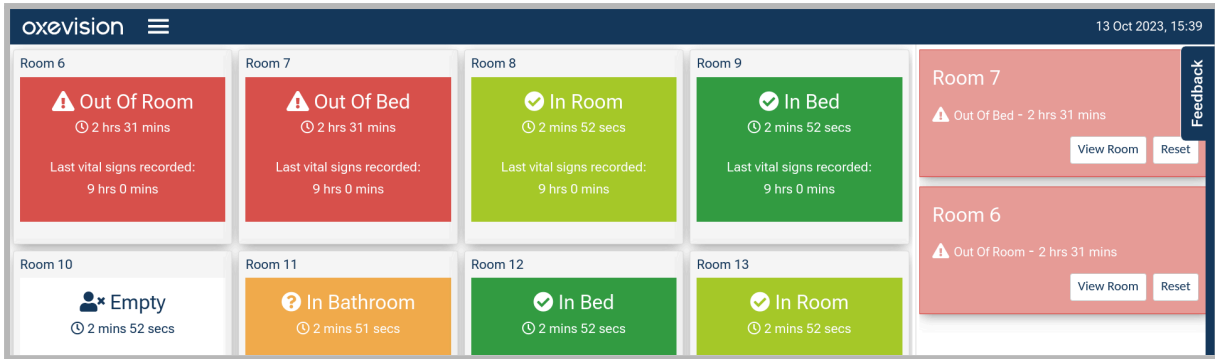 oxevision
13 Oct 2023, 15:39
Feedback
Room 6
Out Of Room
2 hrs 31 mins
Last vital signs recorded:
9 hrs 0 mins
Room 7
Out Of Bed
2 hrs 31 mins
Last vital signs recorded:
9 hrs 0 mins
Room 8
In Room
2 mins 52 secs
Last vital signs recorded:
9 hrs 0 mins
Room 9
In Bed
2 mins 52 secs
Last vital signs recorded:
9 hrs 0 mins
Room 10
Empty
2 mins 52 secs
Room 11
In Bathroom
2 mins 51 secs
Room 12
In Bed
2 mins 52 secs
Room 13
In Room
2 mins 52 secs
Room 7
Out Of Bed - 2 hrs 31 mins
View Room Reset
Room 6
Out Of Room - 2 hrs 31 mins
View Room Reset